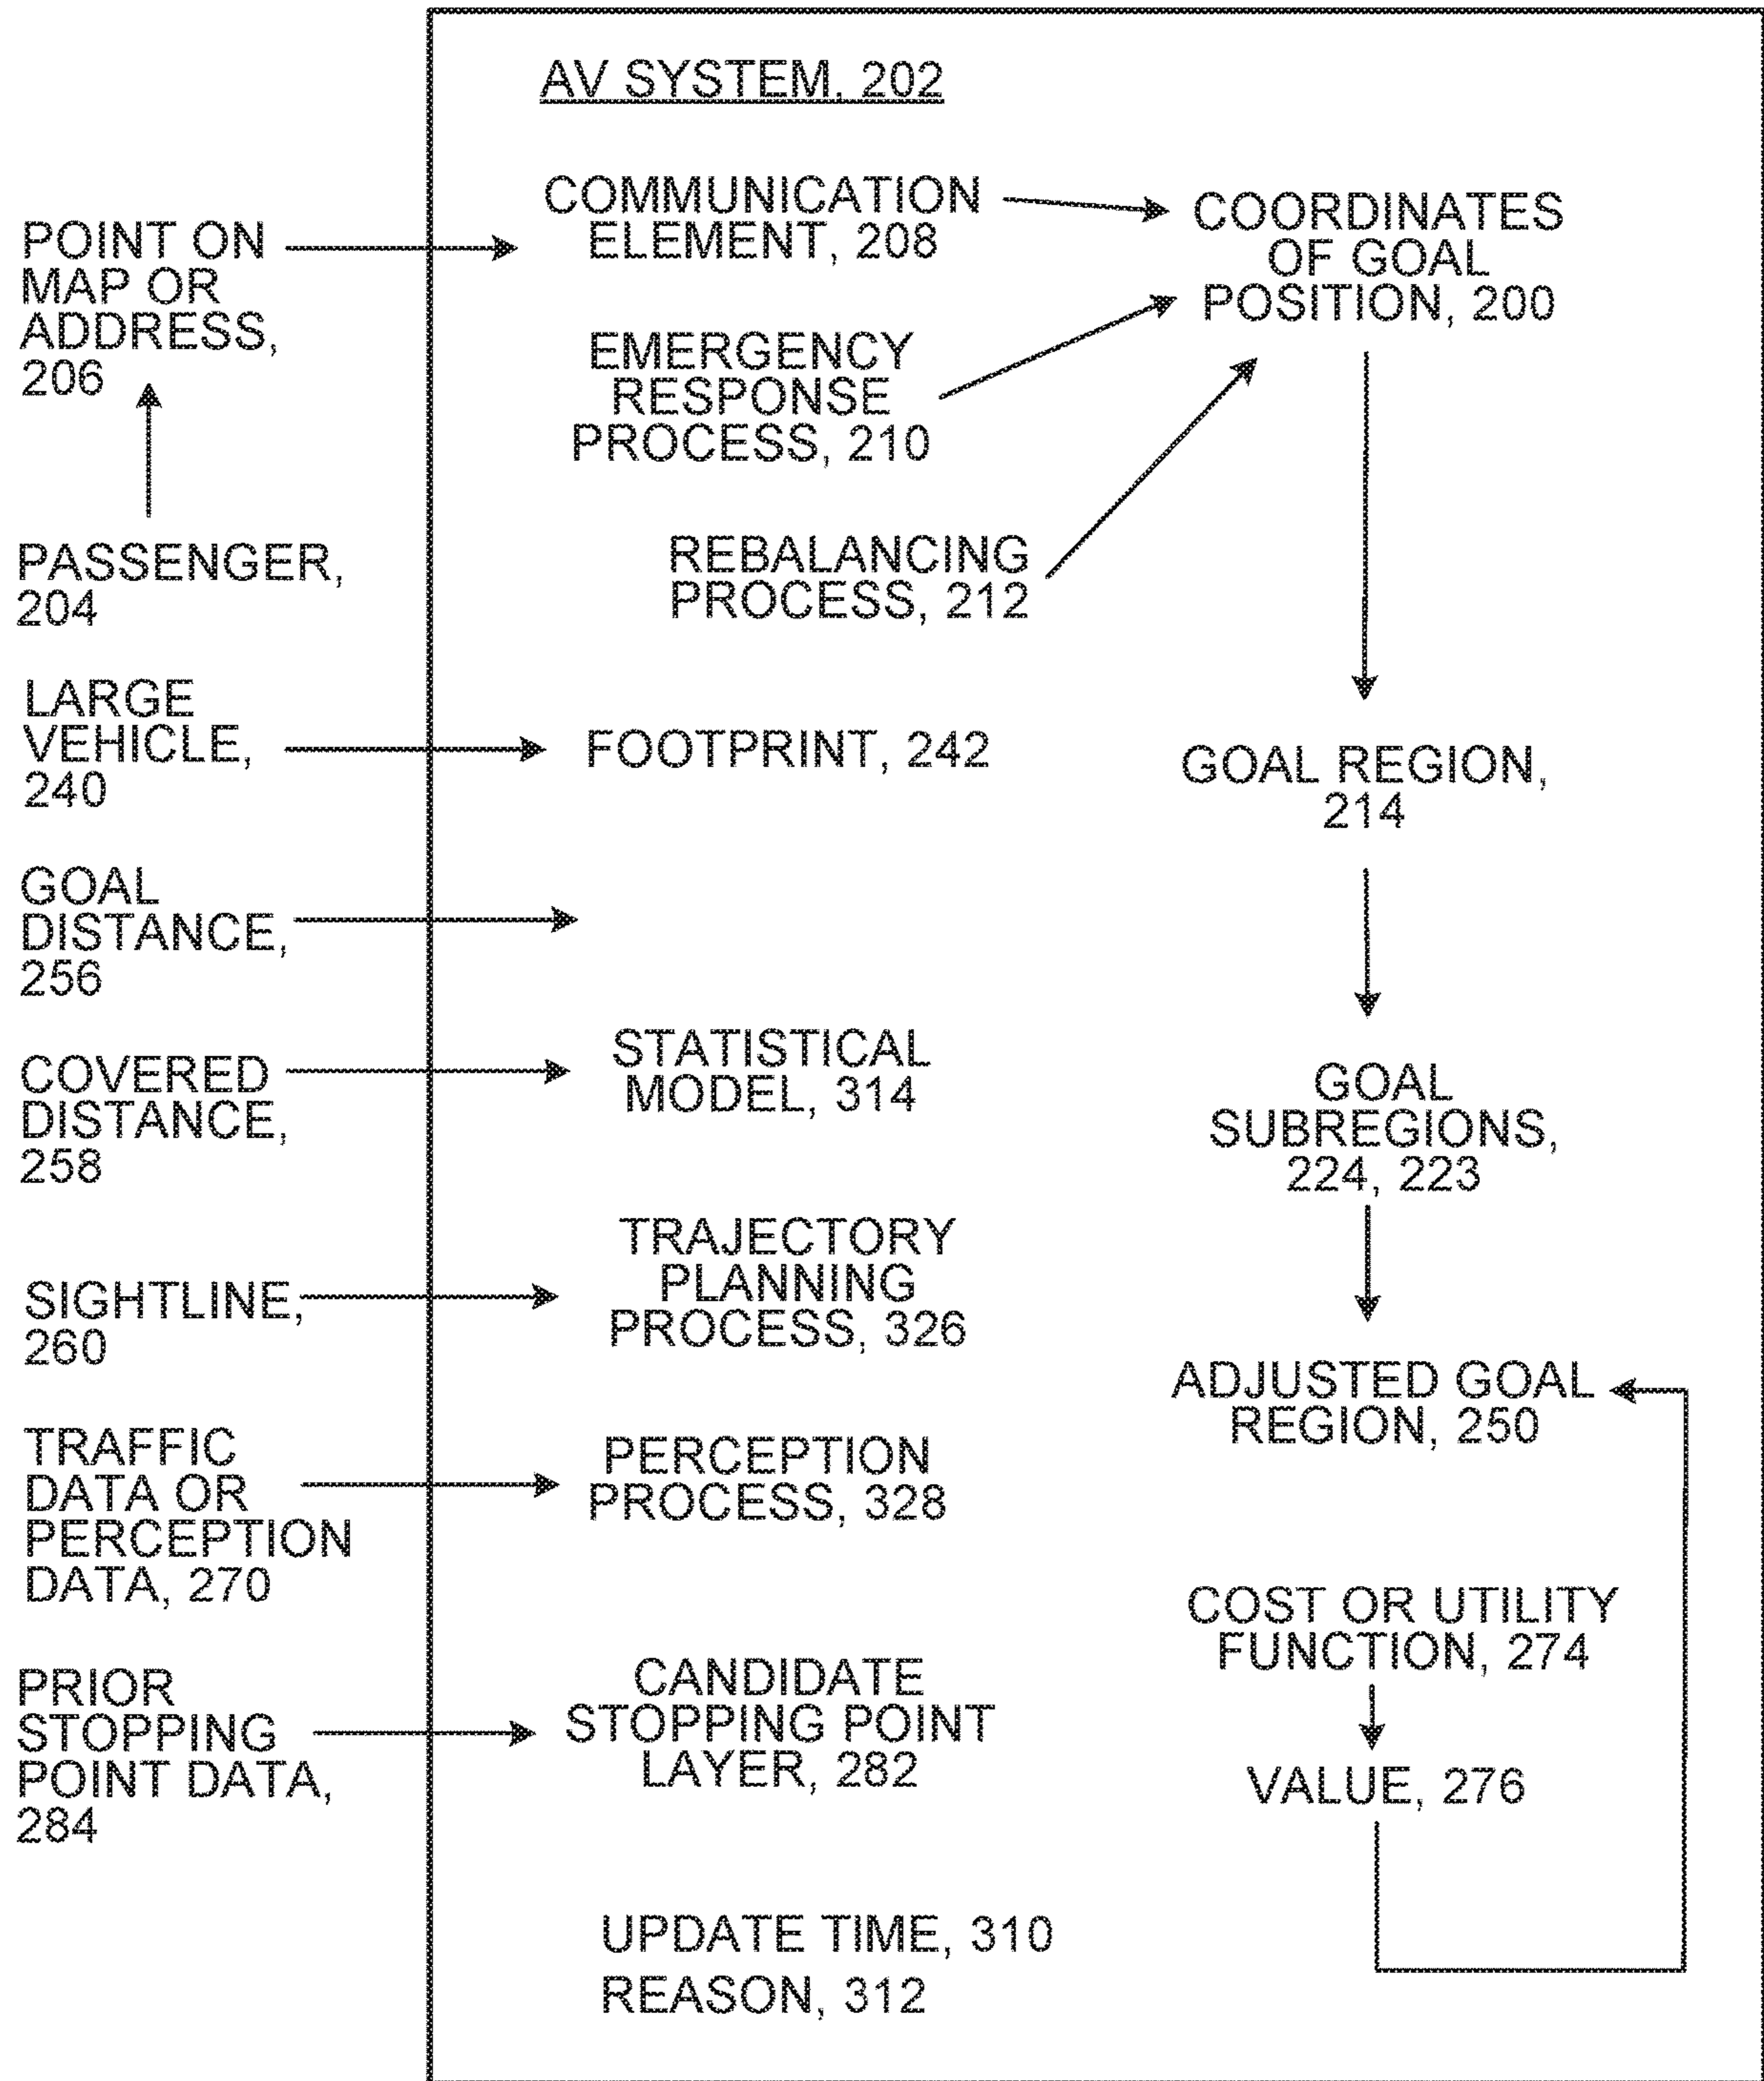 AV SYSTEM, 202
POINT ON
MAP OR
ADDRESS,
206
PASSENGER,
204
LARGE
VEHICLE,
240
GOAL
DISTANCE,
256
COVERED
DISTANCE,
258
SIGHTLINE,
260
TRAFFIC
DATA OR
PERCEPTION
DATA, 270
PRIOR
STOPPING
POINT DATA,
284
COMMUNICATION
ELEMENT, 208
EMERGENCY
RESPONSE
PROCESS, 210
REBALANCING
PROCESS, 212
FOOTPRINT, 242
STATISTICAL
MODEL, 314
TRAJECTORY
PLANNING
PROCESS, 326
PERCEPTION
PROCESS, 328
CANDIDATE
STOPPING POINT
LAYER, 282
UPDATE TIME, 310
REASON, 312
COORDINATES
OF GOAL
POSITION, 200
GOAL REGION,
214
GOAL
SUBREGIONS,
224, 223
ADJUSTED GOAL
REGION, 250
COST OR UTILITY
FUNCTION, 274
VALUE, 276